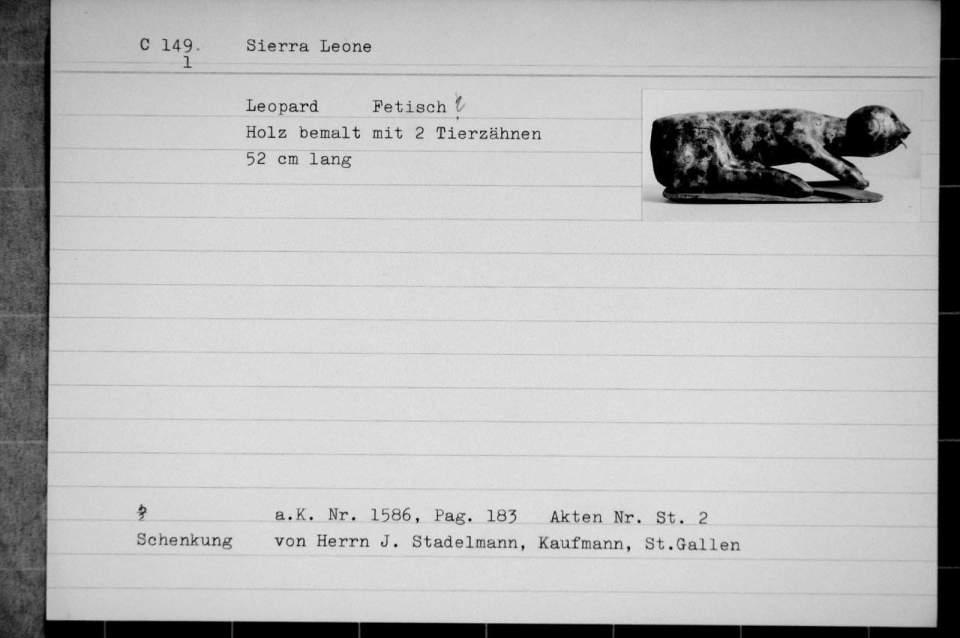 C 149. Sierra Leone
1
Leopard Fetisch
Holz bemalt mit 2 Tierzähnen
52 cm lang
? a.K. Nr. 1586, Pag. 183 Akten Nr. St. 2
Schenkung von Herrn J. Stadelmann, Kaufmann, St.Gallen